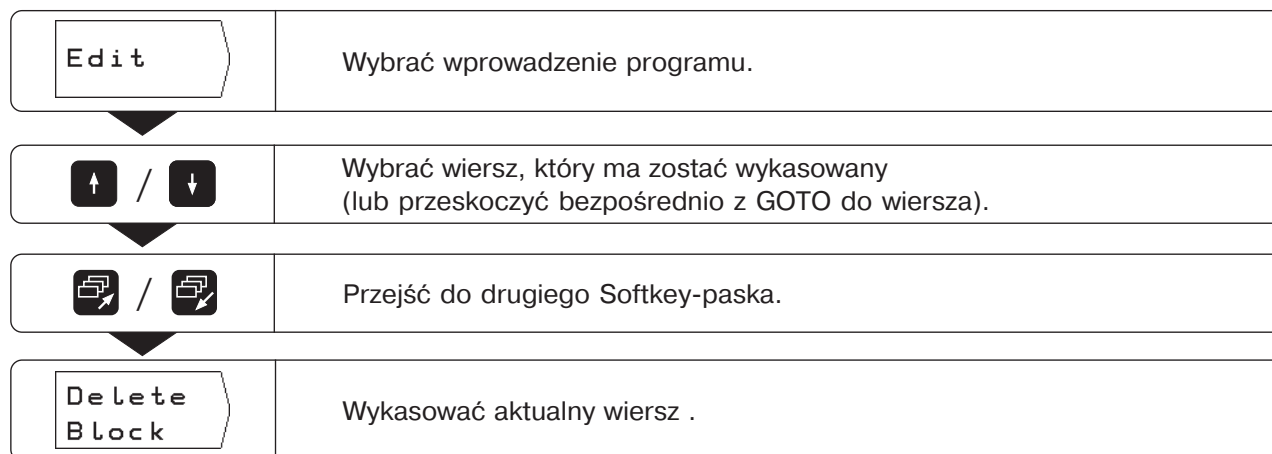 Edit
Wybrać wprowadzenie programu.
/
Wybrać wiersz, który ma zostać wykasowany
(lub przeskoczyć bezpośrednio z GOTO do wiersza).
/
Przejść do drugiego Softkey-paska.
Delete
Block
Wykasować aktualny wiersz .